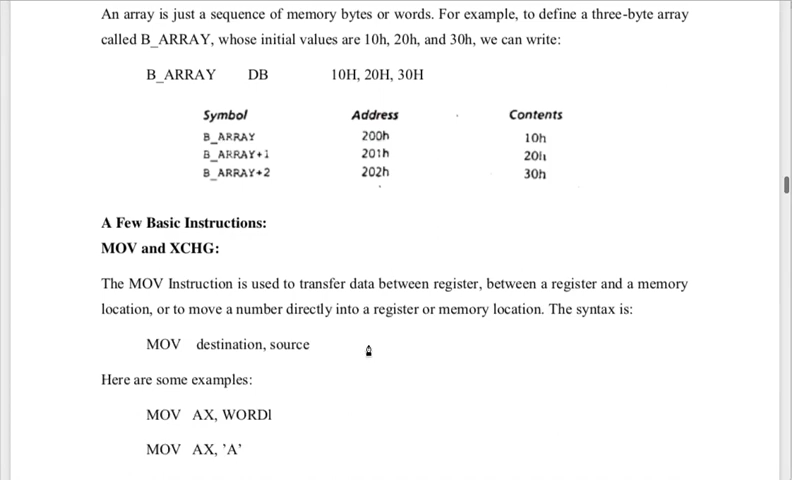 An array is just a sequence of memory bytes or words. For example, to define a three-byte array
called B_ARRAY, whose initial values are 10h, 20h, and 30h, we can write:
B_ARRAY DB 10H, 20H, 30H
Symbol Address Contents
B_ARRAY 200h 10h
B_ARRAY+1 201h 20h
B_ARRAY+2 202h 30h
A Few Basic Instructions:
MOV and XCHG:
The MOV Instruction is used to transfer data between register, between a register and a memory
location, or to move a number directly into a register or memory location. The syntax is:
MOV destination, source
Here are some examples:
MOV AX, WORDl
MOV AX, ’A’